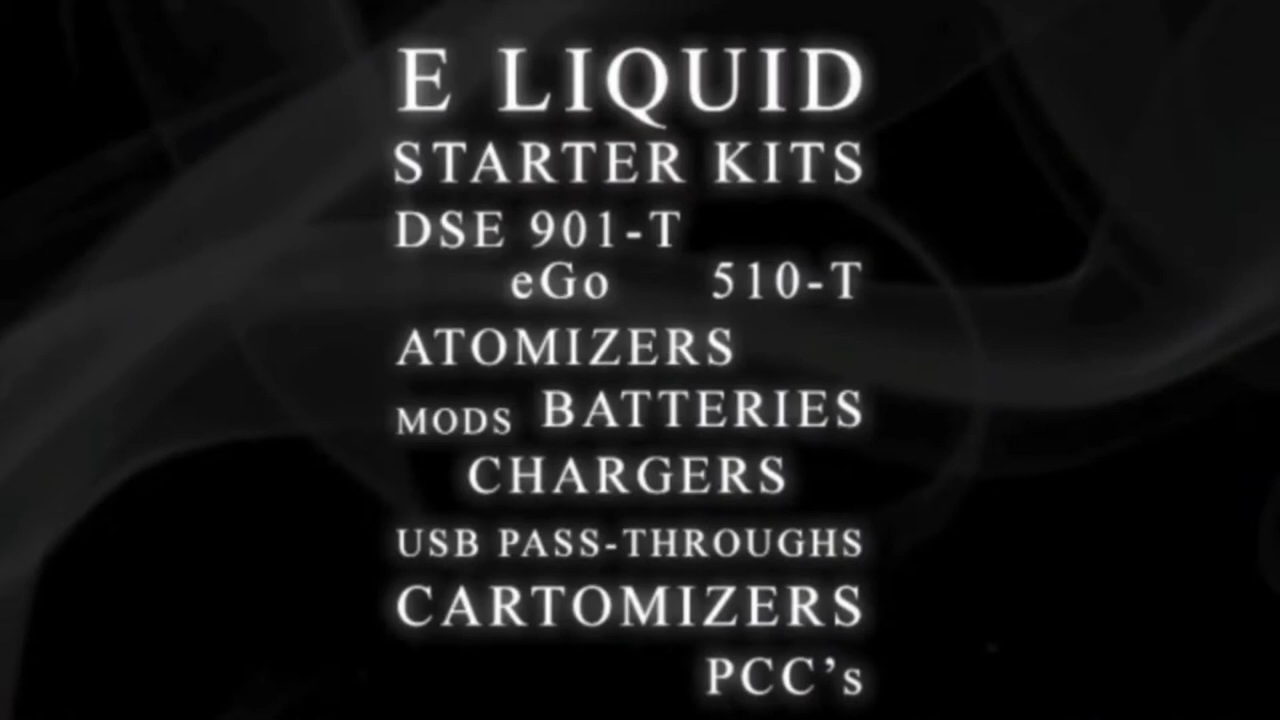 E LIQUID
STARTER KITS
DSE 901-T
eGo 510-T
ATOMIZERS
MODS BATTERIES
CHARGERS
USB PASS-THROUGHS
CARTOMIZERS
PCC's